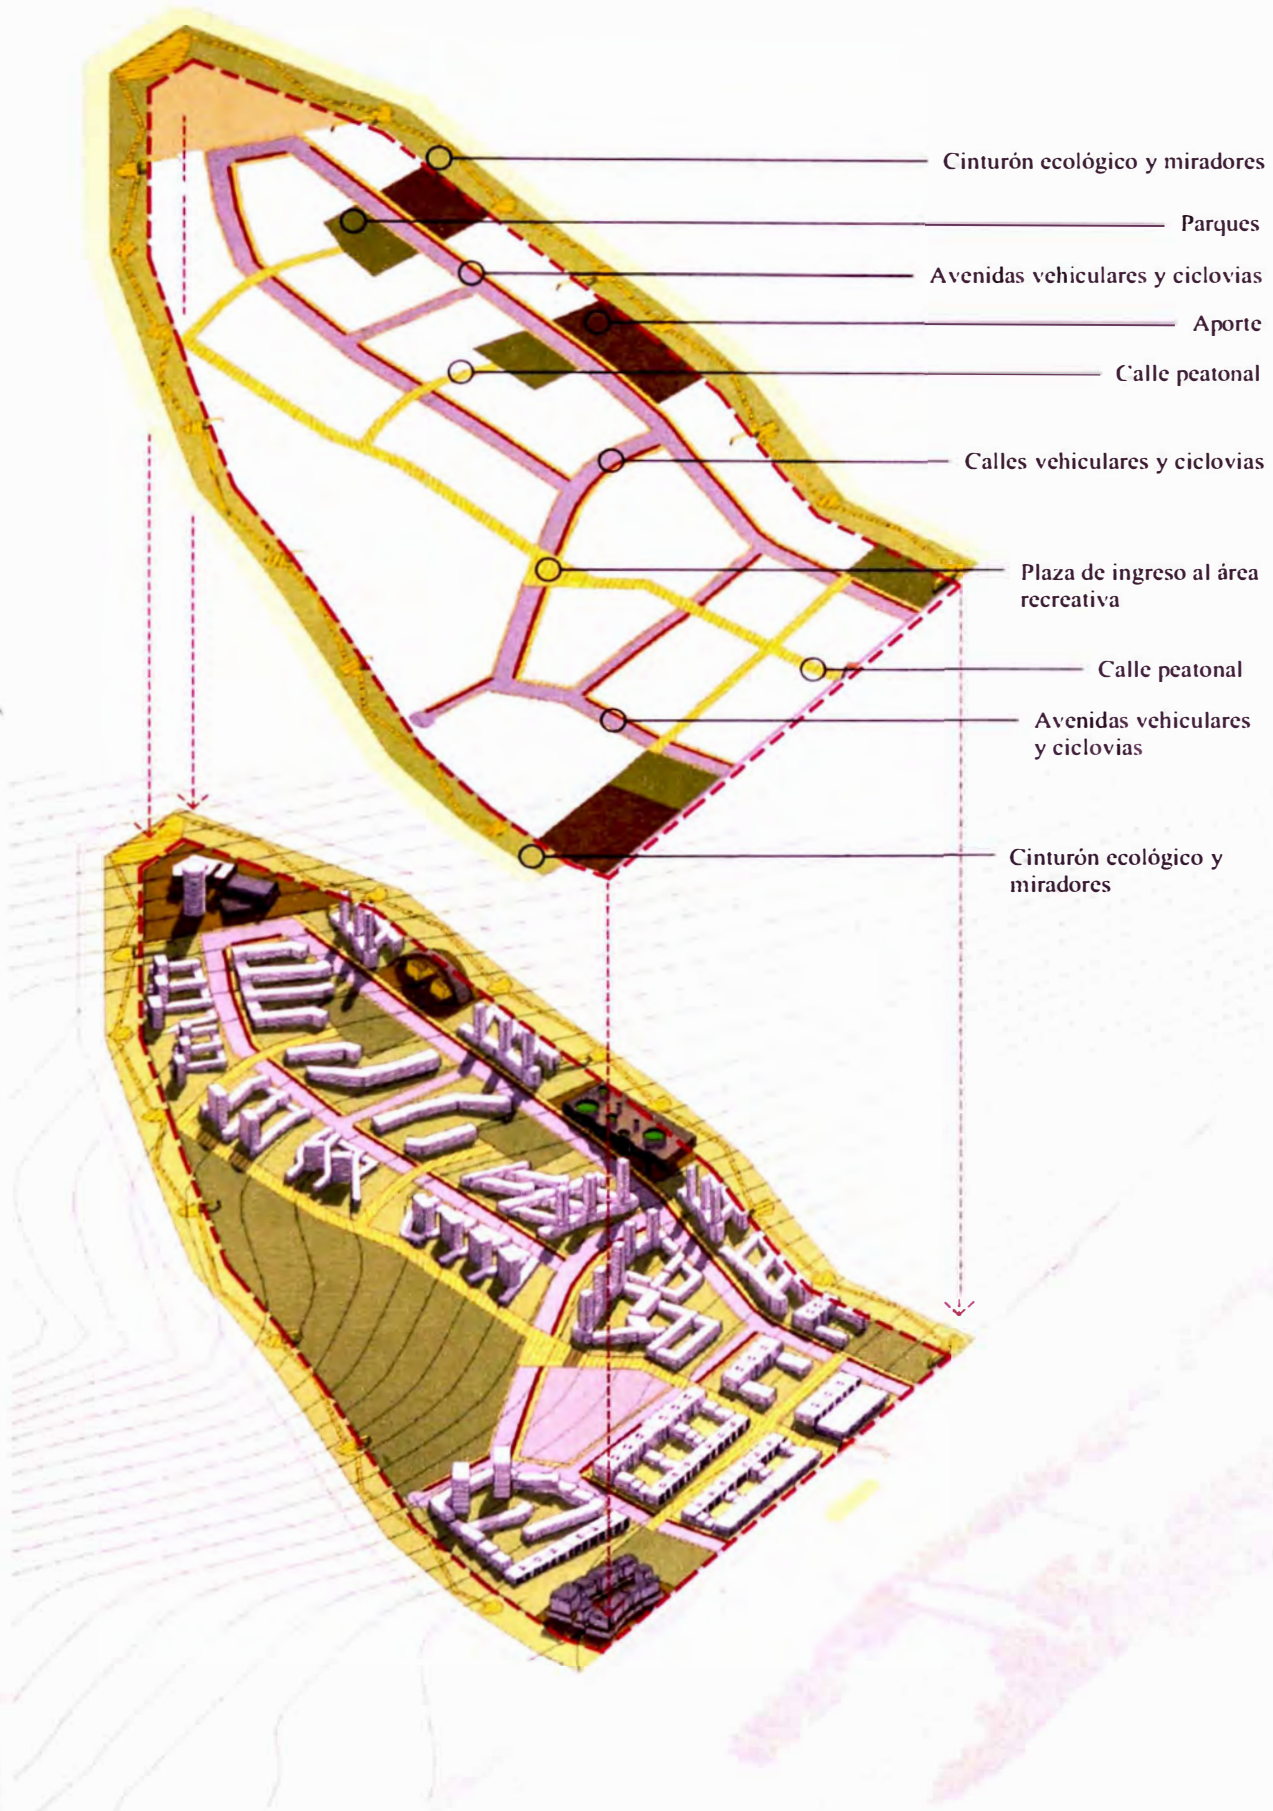 Cinturón ecológico y miradores
Parques
Avenidas vehiculares y ciclovias
Aporte
Calle peatonal
Calles vehiculares y ciclovias
Plaza de ingreso al área
recreativa
Calle peatonal
Avenidas vehiculares
y ciclovias
Cinturón ecológico y
miradores